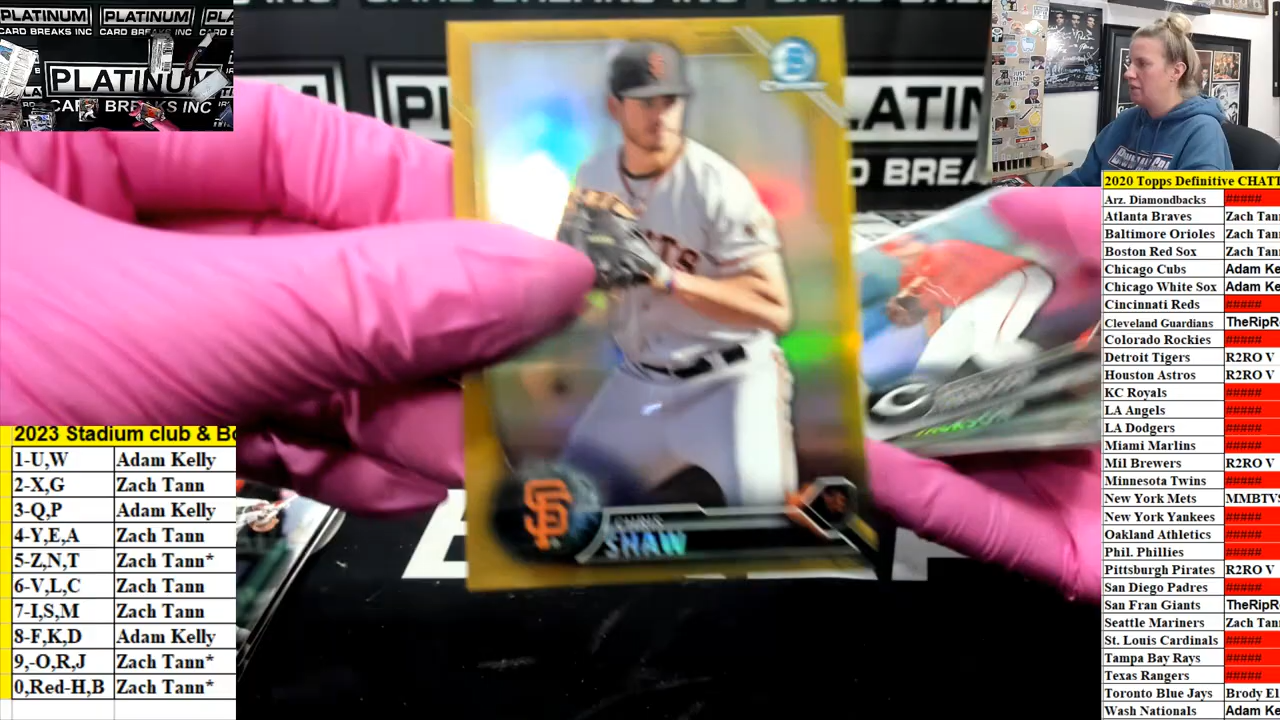 PLATINUM
CARD BREAKS INC
PLATINUM
CARD BREAKS INC
PLATINUM
CARD BREAKS INC
SHAW
2020 Topps Definitive CHATT
Arz. Diamondbacks #####
Atlanta Braves Zach Tann
Baltimore Orioles Zach Tann
Boston Red Sox Zach Tann
Chicago Cubs Adam Ke
Chicago White Sox Adam Ke
Cincinnati Reds #####
Cleveland Guardians TheRipR
Colorado Rockies #####
Detroit Tigers R2RO V
Houston Astros R2RO V
KC Royals #####
LA Angels #####
LA Dodgers #####
Miami Marlins #####
Mil Brewers R2RO V
Minnesota Twins #####
New York Mets MMBTVS
New York Yankees #####
Oakland Athletics #####
Phil. Phillies #####
Pittsburgh Pirates R2RO V
San Diego Padres #####
San Fran Giants TheRipR
Seattle Mariners Zach Tann
St. Louis Cardinals #####
Tampa Bay Rays #####
Texas Rangers #####
Toronto Blue Jays Brody El
Wash Nationals Adam Ke
2023 Stadium club & Bo
1-U,W Adam Kelly
2-X,G Zach Tann
3-Q,P Adam Kelly
4-Y,E,A Zach Tann
5-Z,N,T Zach Tann*
6-V,L,C Zach Tann
7-I,S,M Zach Tann
8-F,K,D Adam Kelly
9,-O,R,J Zach Tann*
0,Red-H,B Zach Tann*